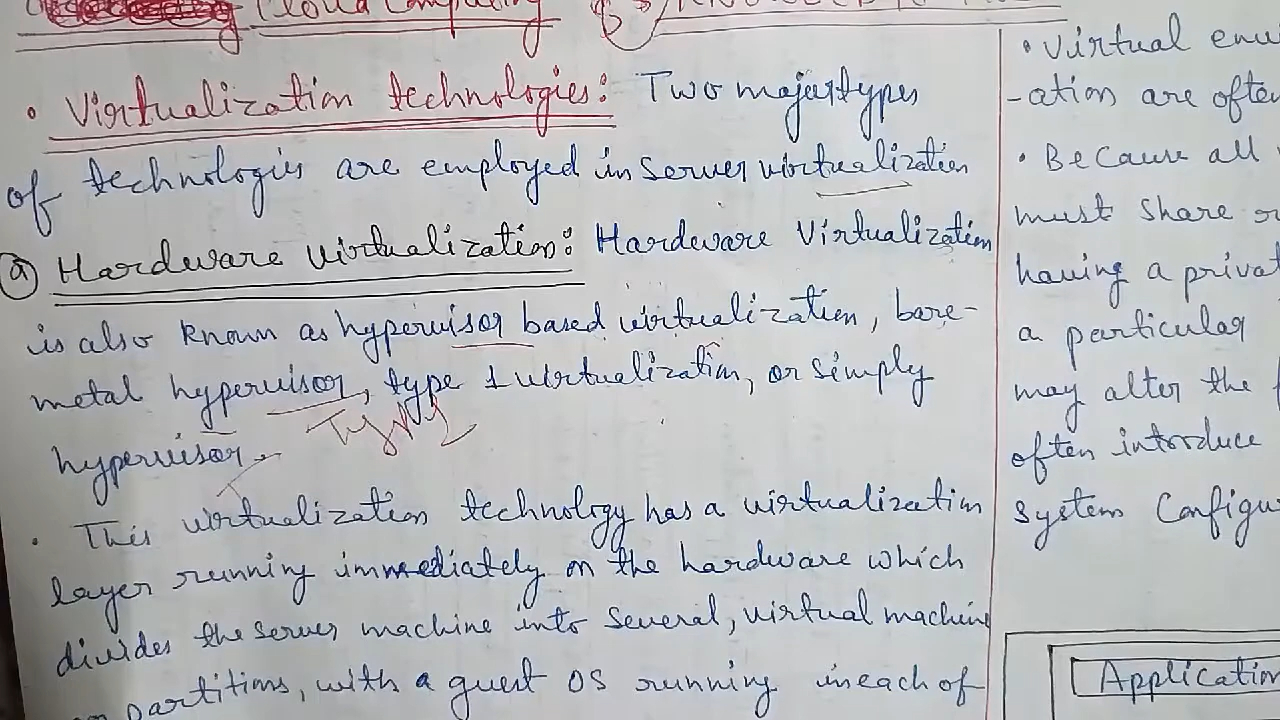 Cloud Computing
• Virtualization technologies: Two major types
of technologies are employed in server virtualization
a) Hardware virtualization: Hardware Virtualization
is also known as hypervisor based virtualization, bare-
metal hypervisor, type 1 virtualization, or simply
hypervisor.
• This virtualization technology has a virtualization
layer running immediately on the hardware which
divides the server machine into several, virtual machine
partitions, with a guest OS running in each of
• Virtual
-ation are often
• Because all
must share
having a
a particular
may alter the
often introduce
System
Application